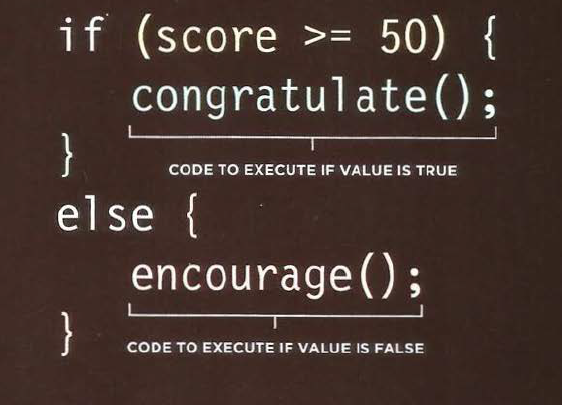 if (score >= 50) {
congratulate();
}
CODE TO EXECUTE IF VALUE IS TRUE
else {
encourage();
}
CODE TO EXECUTE IF VALUE IS FALSE